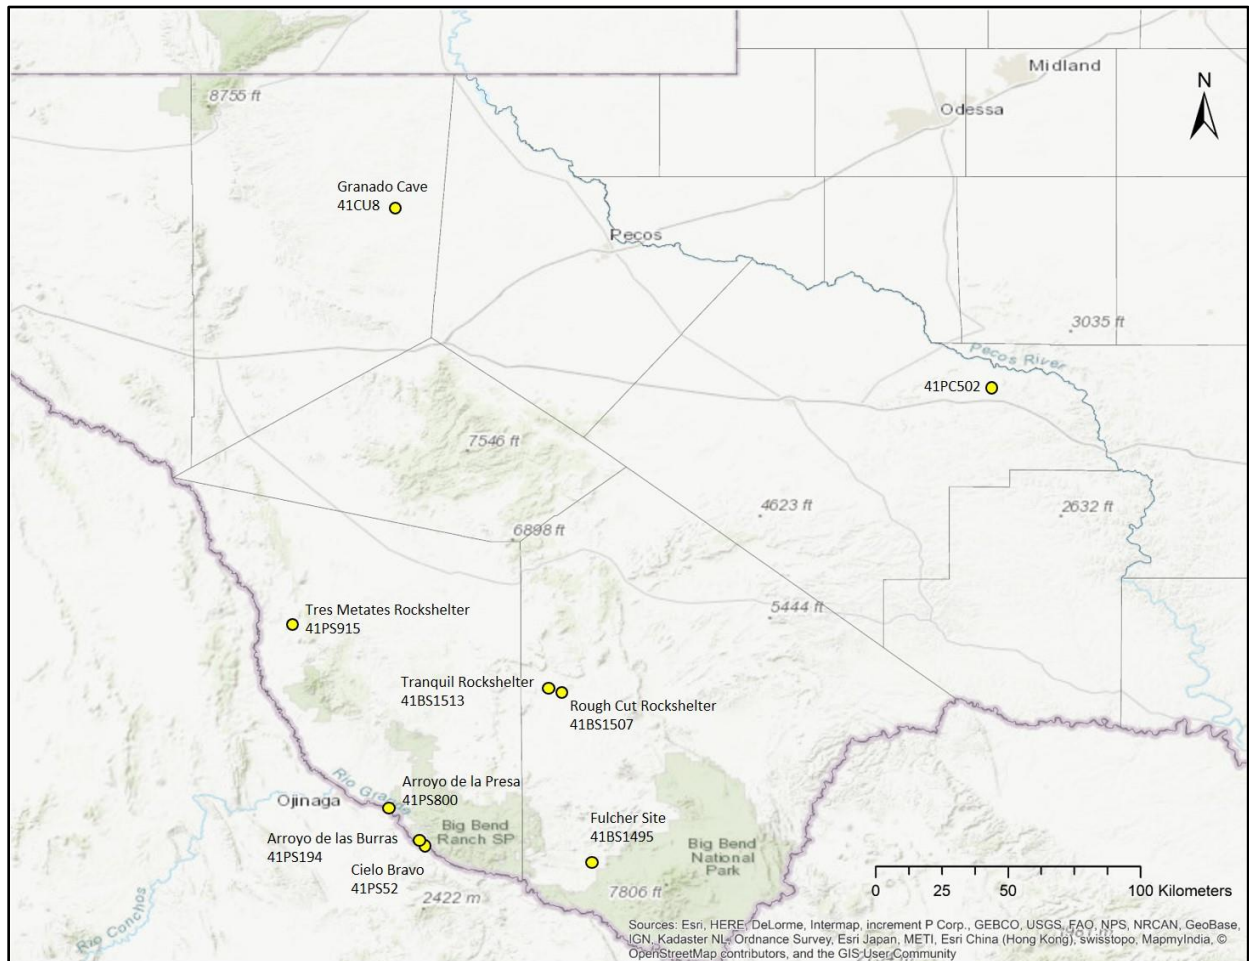 Midland
8755 ft
Odessa
N
Granado Cave
41CU8
Pecos
3035 ft
Pecos River
41PC502
7546 ft
4623 ft
2632 ft
6898 ft
5444 ft
Tres Metates Rockshelter
41PS915
Tranquil Rockshelter
41BS1513
Rough Cut Rockshelter
41BS1507
Rio Grande
Arroyo de la Presa
41PS800
Ojinaga
Fulcher Site
41BS1495
Big Bend
Ranch SP
Arroyo de las Burras
41PS194
Big Bend
National
Park
Cielo Bravo
41PS52
2422 m
7806 ft
Rio Conchos
0 25 50 100 Kilometers
Sources: Esri, HERE, DeLorme, Intermap, increment P Corp., GEBCO, USGS, FAO, NPS, NRCAN, GeoBase,
IGN, Kadaster NL, Ordnance Survey, Esri Japan, METI, Esri China (Hong Kong), swisstopo, MapmyIndia, ©
OpenStreetMap contributors, and the GIS User Community